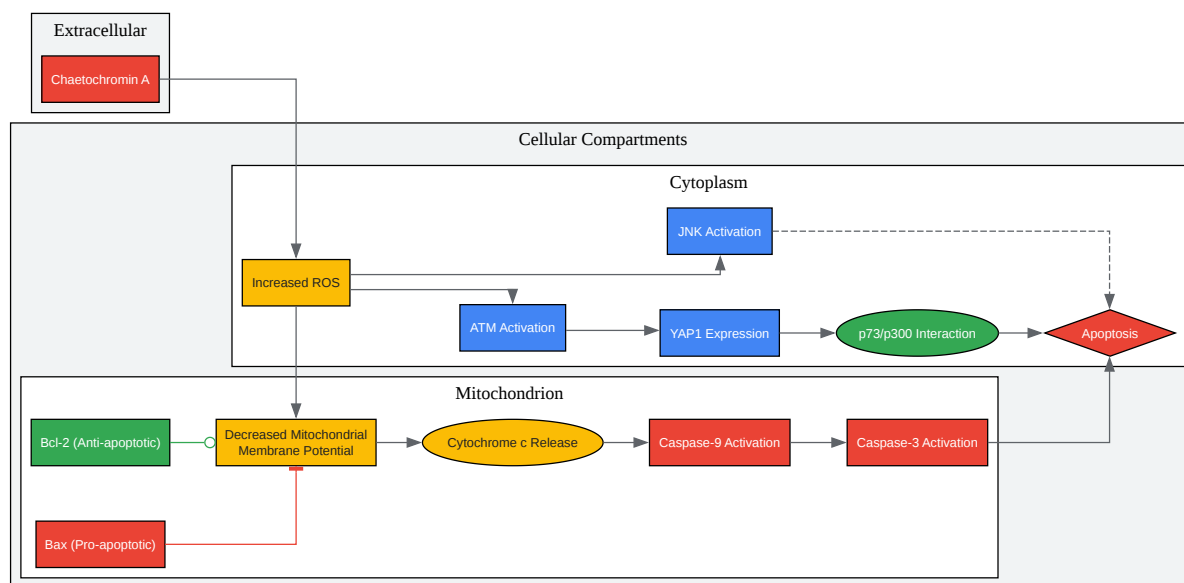 Extracellular
Chaetochromin A
Cellular Compartments
Cytoplasm
JNK Activation
Increased ROS
ATM Activation
YAP1 Expression
p73/p300 Interaction
Apoptosis
Mitochondrion
Bcl-2 (Anti-apoptotic)
Decreased Mitochondrial
Membrane Potential
Cytochrome c Release
Caspase-9 Activation
Caspase-3 Activation
Bax (Pro-apoptotic)